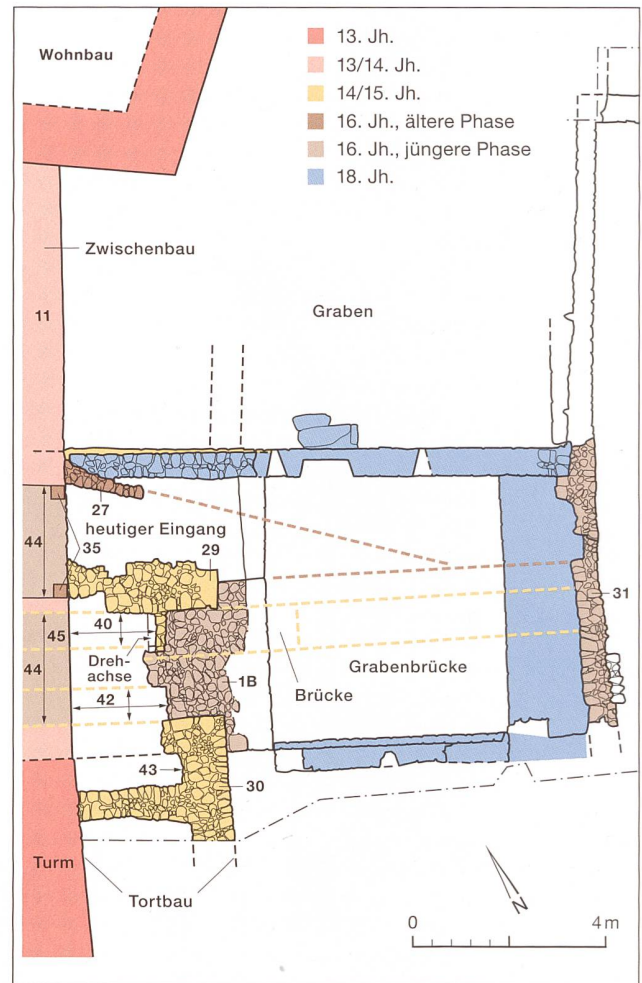 Wohnbau
13. Jh.
13/14. Jh.
14/15. Jh.
16. Jh., ältere Phase
16. Jh., jüngere Phase
18. Jh.
Zwischenbau
11
Graben
27
heutiger Eingang
44
35
29
31
40
45
Dreh-
achse
44
1B
Brücke
Grabenbrücke
42
43
30
Turm
Tortbau
N
0
4 m